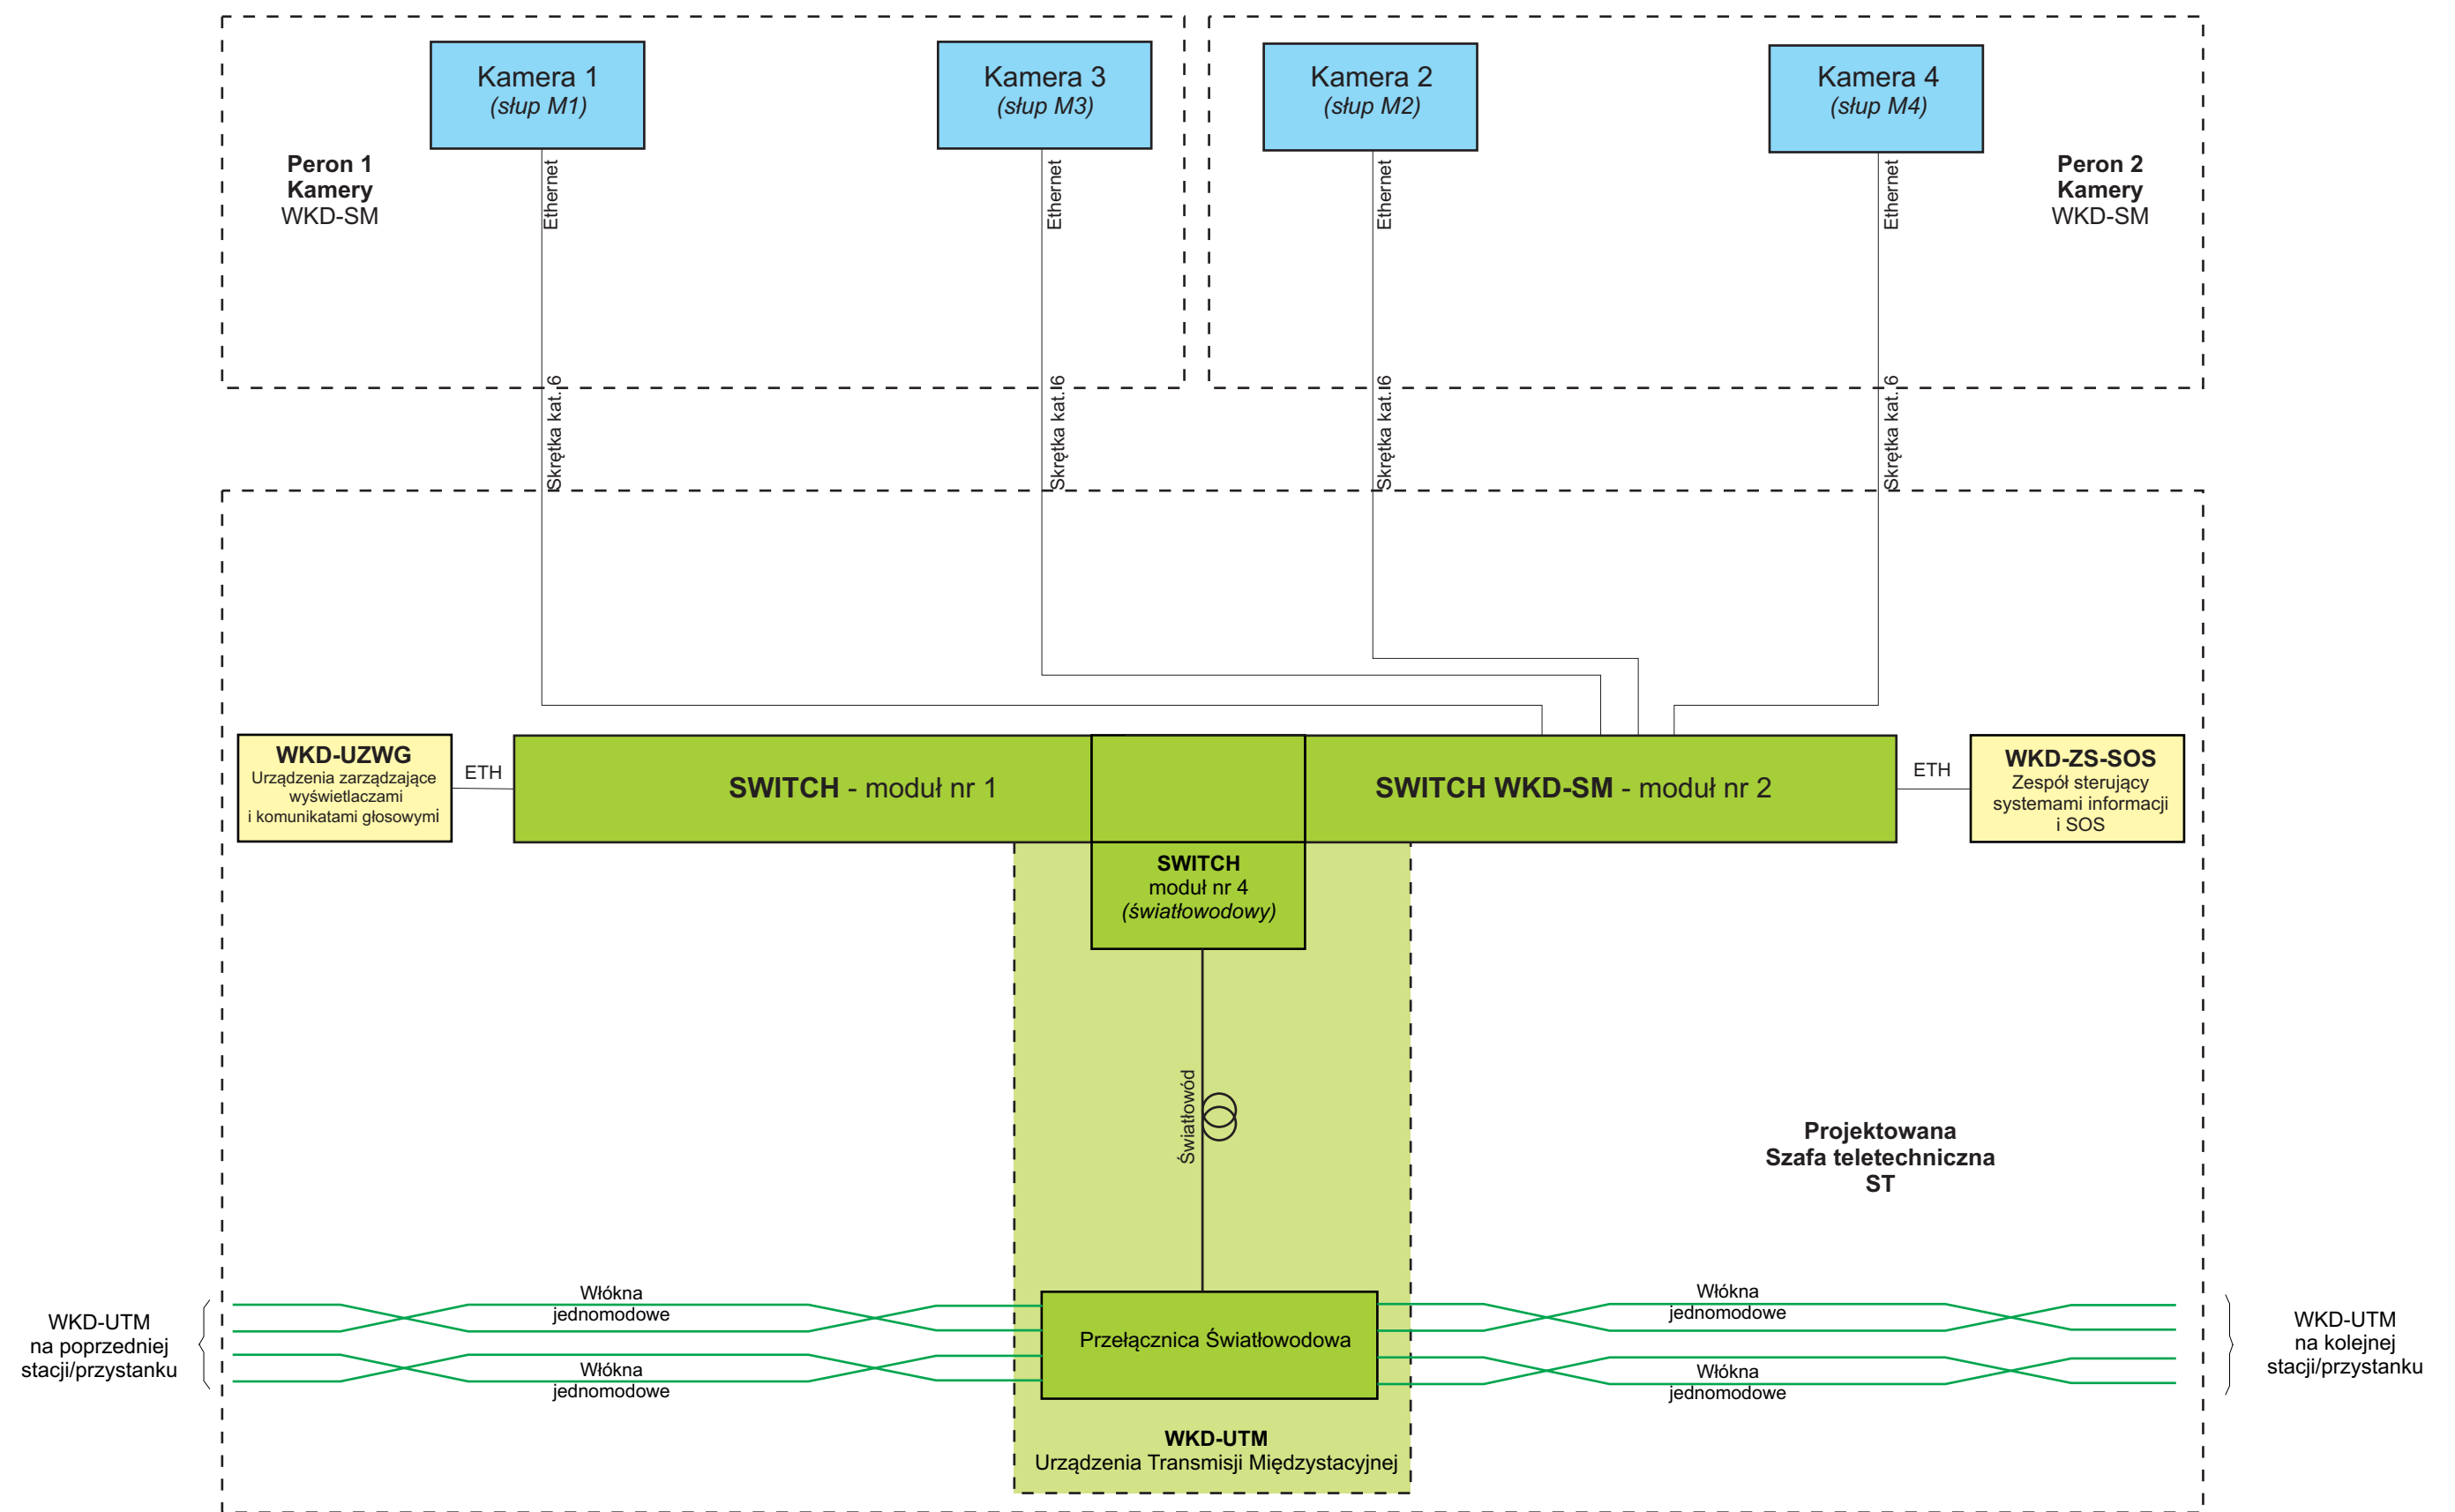 Kamera 1
(słup M1)
Kamera 3
(słup M3)
Kamera 2
(słup M2)
Kamera 4
(słup M4)
Peron 1
Kamery
WKD-SM
Peron 2
Kamery
WKD-SM
Ethernet
Ethernet
Ethernet
Ethernet
Skrętka kat. 6
Skrętka kat. 6
Skrętka kat. 6
Skrętka kat. 6
WKD-UZWG
Urządzenia zarządzające
wyświetlaczami
i komunikatami głosowymi
ETH
SWITCH - moduł nr 1
SWITCH WKD-SM - moduł nr 2
ETH
WKD-ZS-SOS
Zespół sterujący
systemami informacji
i SOS
SWITCH
moduł nr 4
(światłowodowy)
Światłowód
Projektowana
Szafa teletechniczna
ST
WKD-UTM
na poprzedniej
stacji/przystanku
Włókna
jednomodowe
Włókna
jednomodowe
Przełącznica Światłowodowa
Włókna
jednomodowe
Włókna
jednomodowe
WKD-UTM
na kolejnej
stacji/przystanku
WKD-UTM
Urządzenia Transmisji Międzystacyjnej